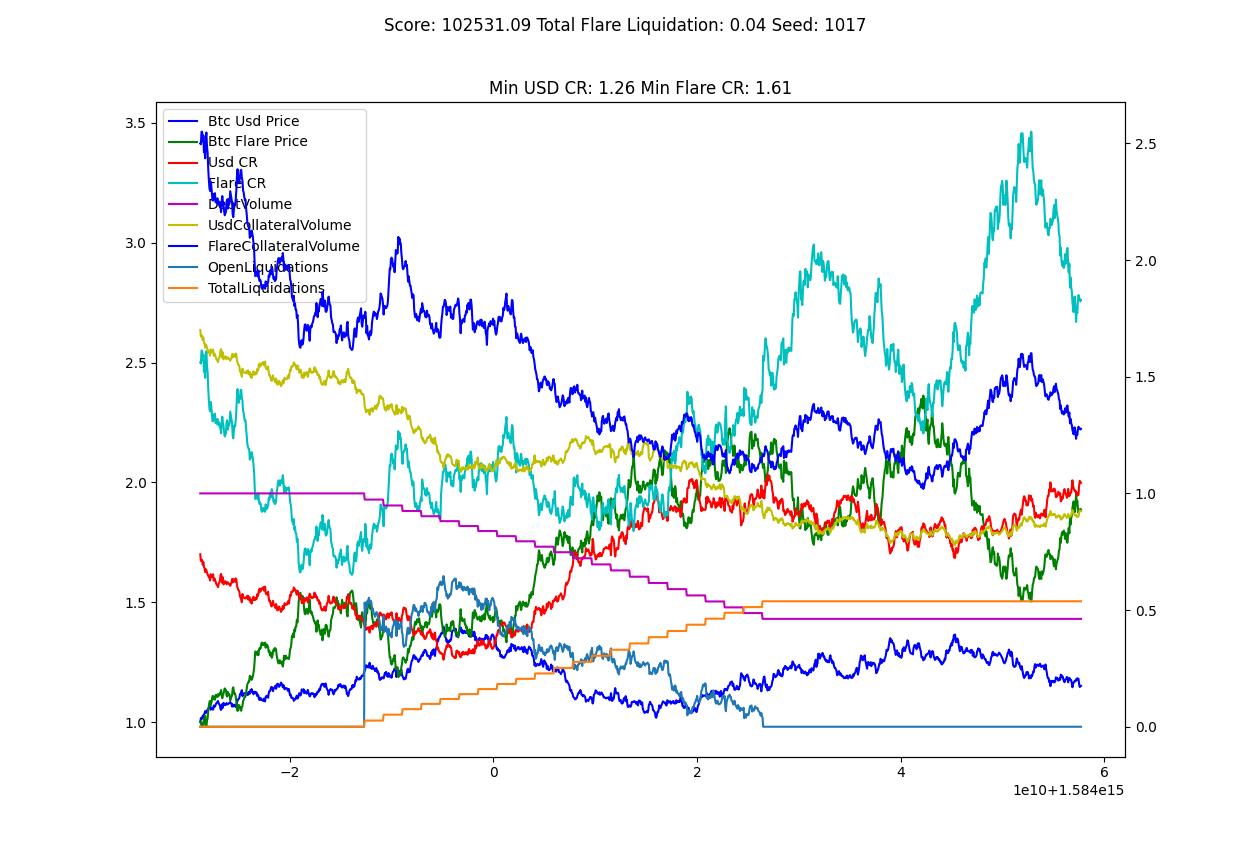 Score: 102531.09 Total Flare Liquidation: 0.04 Seed: 1017
Min USD CR: 1.26 Min Flare CR: 1.61
Btc Usd Price
Btc Flare Price
Usd CR
Flare CR
DebtVolume
UsdCollateralVolume
FlareCollateralVolume
OpenLiquidations
TotalLiquidations
3.5
3.0
2.5
2.0
1.5
1.0
2.5
2.0
1.5
1.0
0.5
0.0
−2
0
2
4
6
1e10+1.584e15